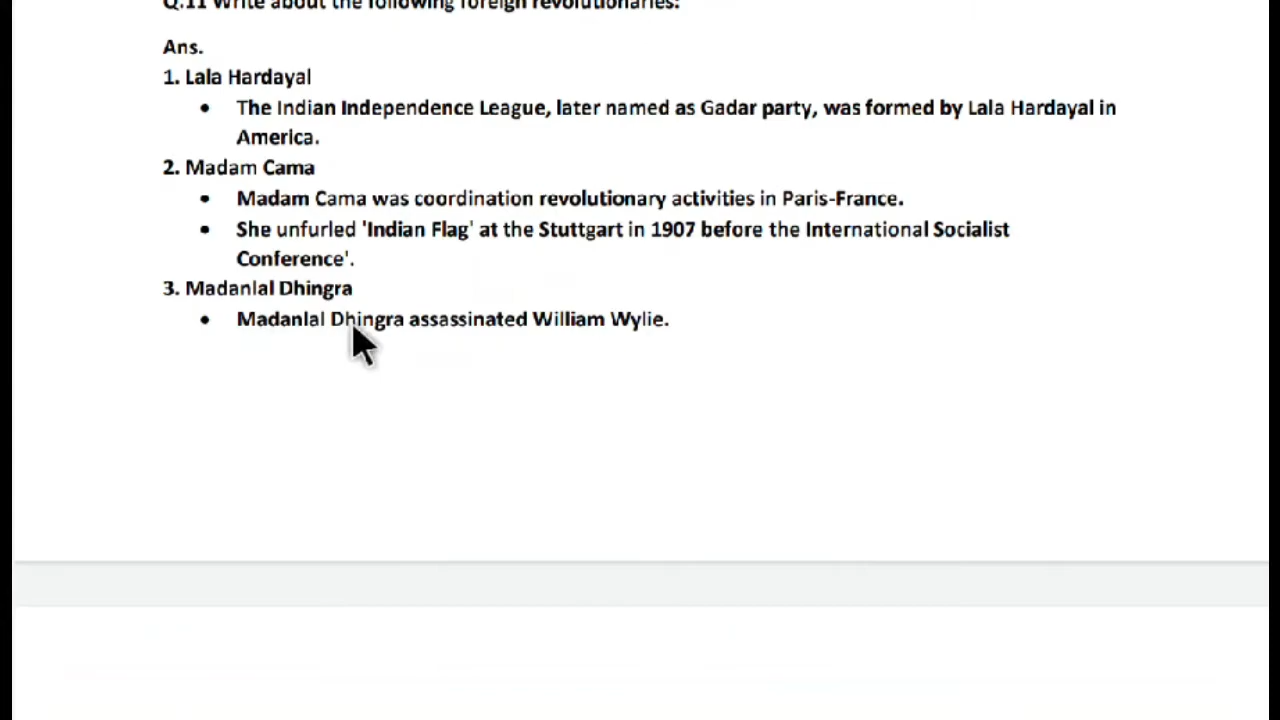 Q.11 Write about the following foreign revolutionaries:
Ans.
1. Lala Hardayal
• The Indian Independence League, later named as Gadar party, was formed by Lala Hardayal in
America.
2. Madam Cama
• Madam Cama was coordination revolutionary activities in Paris-France.
• She unfurled 'Indian Flag' at the Stuttgart in 1907 before the International Socialist
Conference'.
3. Madanlal Dhingra
• Madanlal Dhingra assassinated William Wylie.